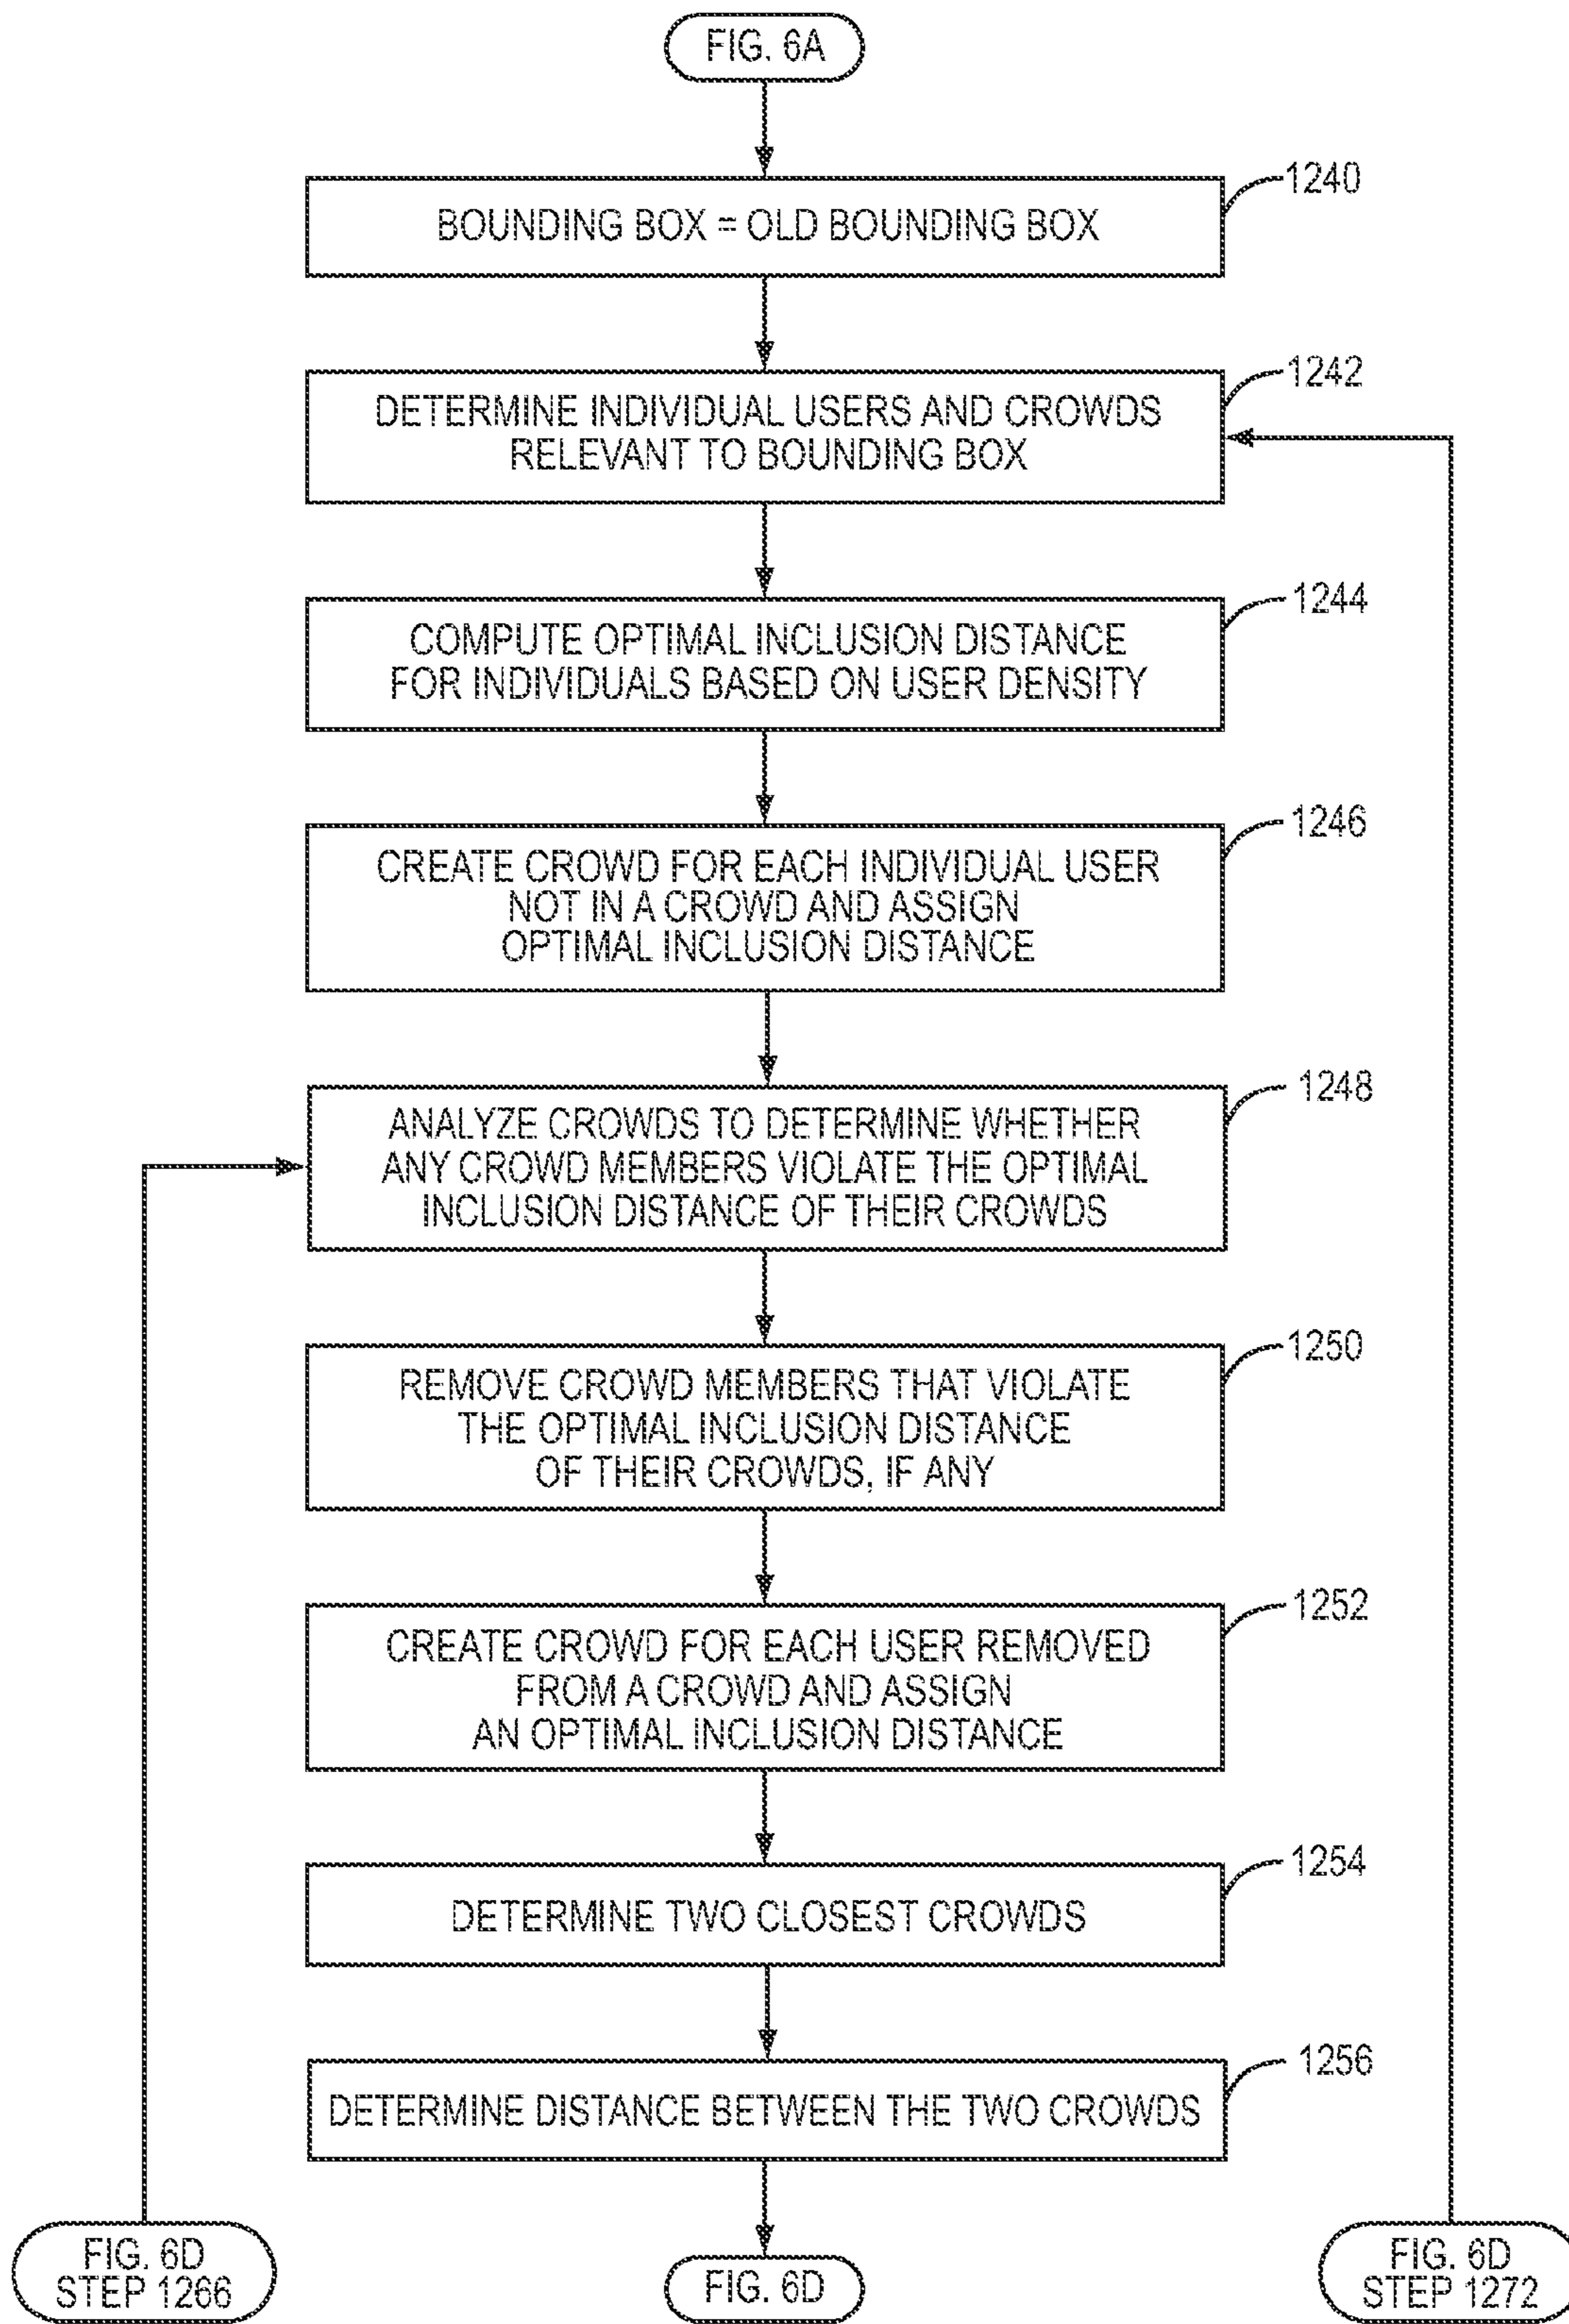 FIG. 6A
1240
BOUNDING BOX = OLD BOUNDING BOX
1242
DETERMINE INDIVIDUAL USERS AND CROWDS
RELEVANT TO BOUNDING BOX
1244
COMPUTE OPTIMAL INCLUSION DISTANCE
FOR INDIVIDUALS BASED ON USER DENSITY
1246
CREATE CROWD FOR EACH INDIVIDUAL USER
NOT IN A CROWD AND ASSIGN
OPTIMAL INCLUSION DISTANCE
1248
ANALYZE CROWDS TO DETERMINE WHETHER
ANY CROWD MEMBERS VIOLATE THE OPTIMAL
INCLUSION DISTANCE OF THEIR CROWDS
1250
REMOVE CROWD MEMBERS THAT VIOLATE
THE OPTIMAL INCLUSION DISTANCE
OF THEIR CROWDS, IF ANY
1252
CREATE CROWD FOR EACH USER REMOVED
FROM A CROWD AND ASSIGN
AN OPTIMAL INCLUSION DISTANCE
1254
DETERMINE TWO CLOSEST CROWDS
1256
DETERMINE DISTANCE BETWEEN THE TWO CROWDS
FIG. 6D
STEP 1266
FIG. 6D
FIG. 6D
STEP 1272